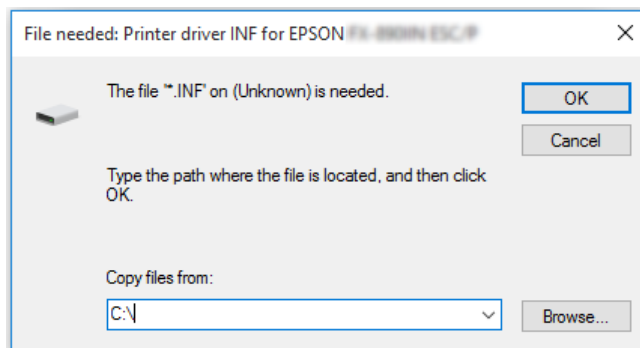 File needed: Printer driver INF for EPSON
The file '*.INF' on (Unknown) is needed.
OK
Cancel
Type the path where the file is located, and then click
OK.
Copy files from:
C:\
Browse...